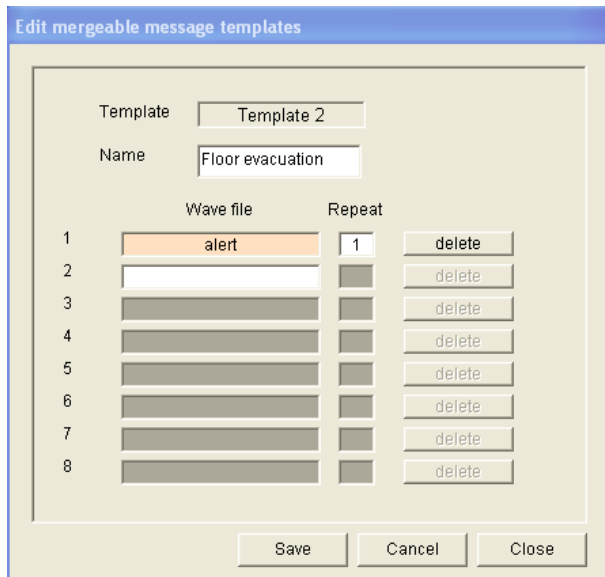 Edit mergeable message templates
Template Template 2
Name Floor evacuation
Wave file Repeat
1 alert 1 delete
2 delete
3 delete
4 delete
5 delete
6 delete
7 delete
8 delete
Save Cancel Close